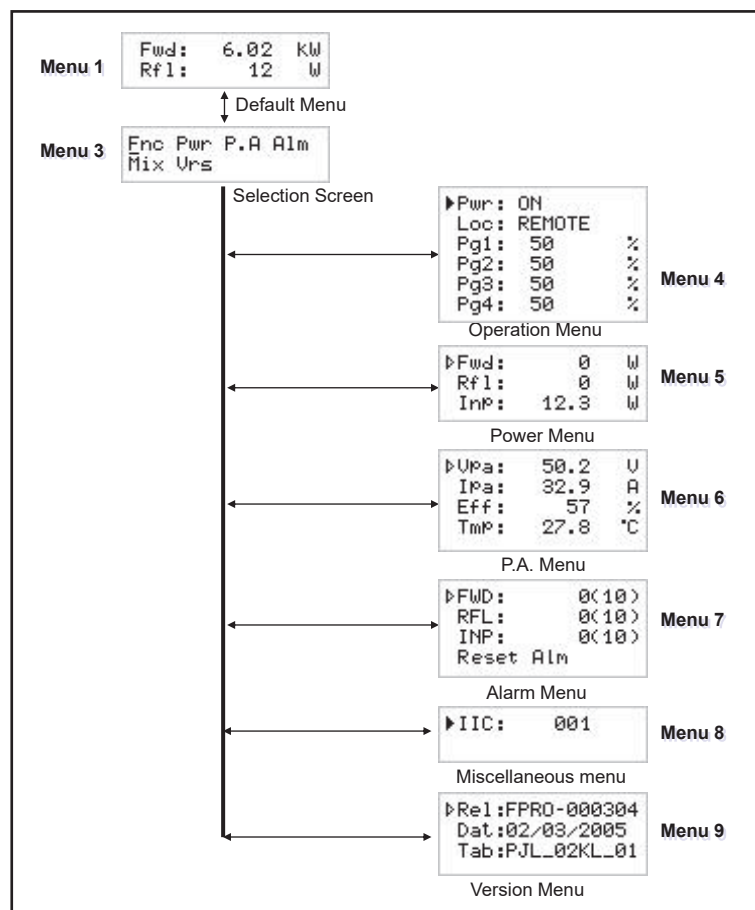 Menu 1
Fwd: 6.02 KW
Rfl: 12 W
Default Menu
Menu 3
Fnc Pwr P.A Alm
Mix Vrs
Selection Screen
Pwr: ON
Loc: REMOTE
Pg1: 50 %
Pg2: 50 %
Pg3: 50 %
Pg4: 50 %
Menu 4
Operation Menu
Fwd: 0 W
Rfl: 0 W
Inp: 12.3 W
Menu 5
Power Menu
Vpa: 50.2 V
Ipa: 32.9 A
Eff: 57 %
Tmp: 27.8 °C
Menu 6
P.A. Menu
FWD: 0(10)
RFL: 0(10)
INP: 0(10)
Reset Alm
Menu 7
Alarm Menu
IIC: 001
Menu 8
Miscellaneous menu
Rel:FPRO-000304
Dat:02/03/2005
Tab:PJL_02KL_01
Menu 9
Version Menu